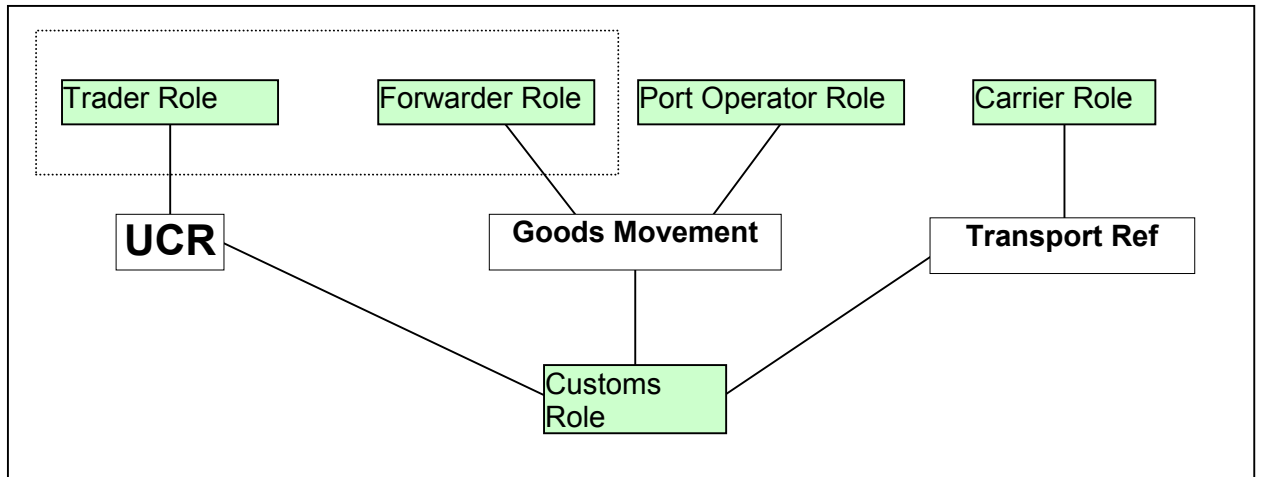 Trader Role
Forwarder Role
Port Operator Role
Carrier Role
UCR
Goods Movement
Transport Ref
Customs
Role